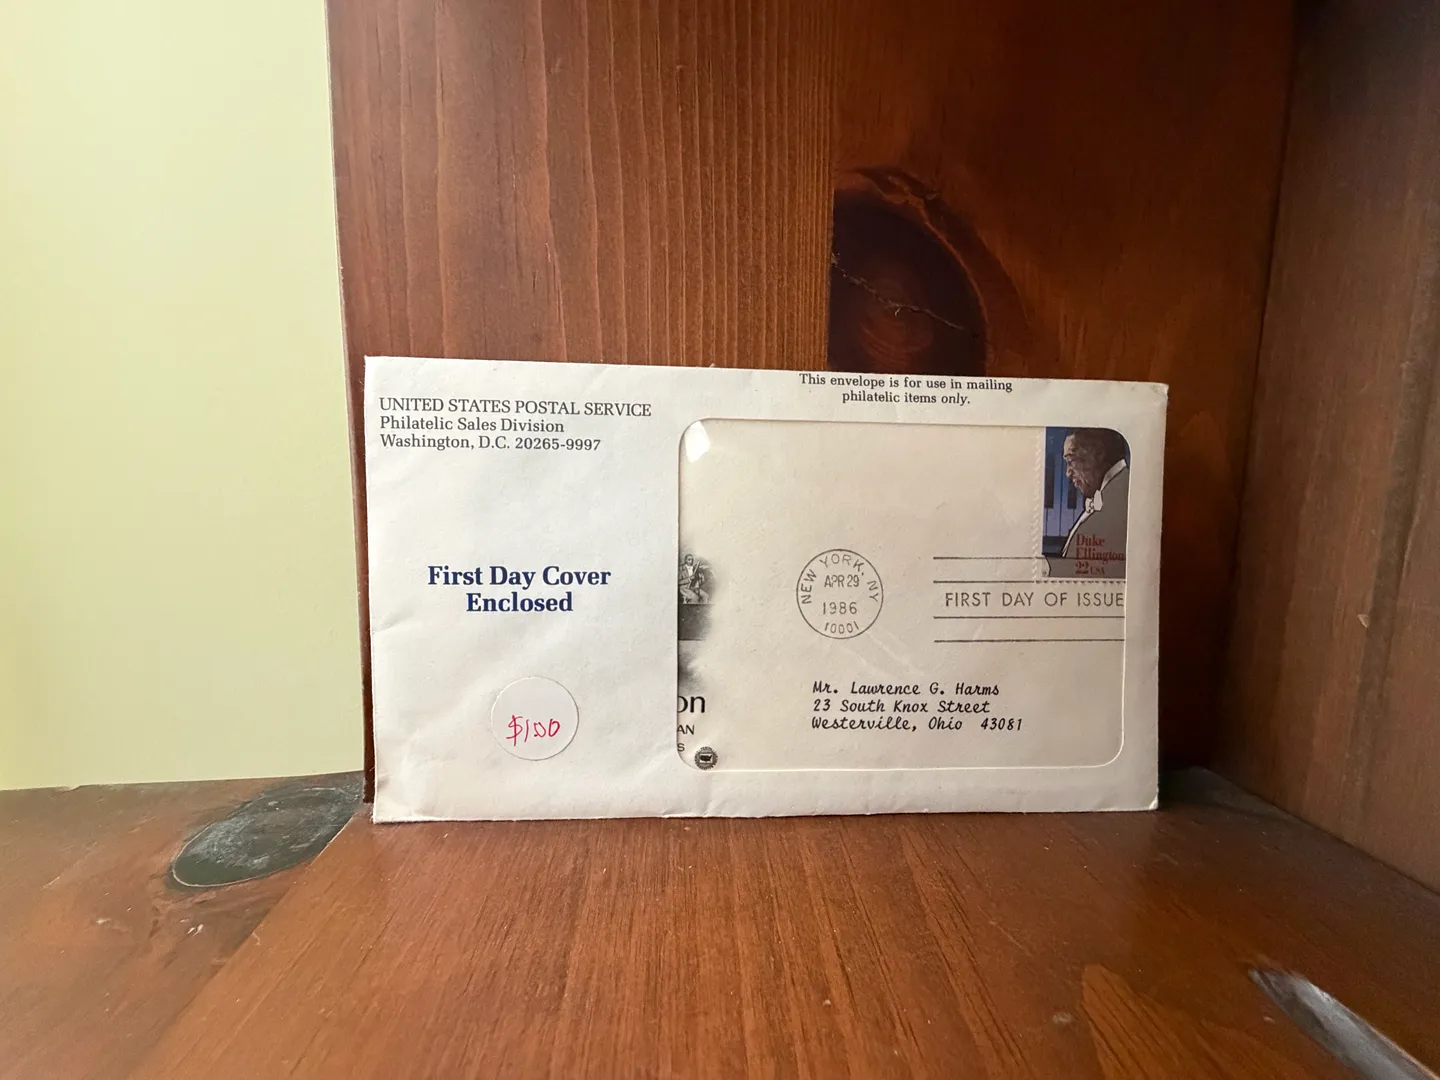 This envelope is for use in mailing
philatelic items only.
UNITED STATES POSTAL SERVICE
Philatelic Sales Division
Washington, D.C. 20265-9997
First Day Cover
Enclosed
$1.00
Duke
Ellington
22 USA
NEW YORK, NY
APR 29
1986
10001
FIRST DAY OF ISSUE
Mr. Lawrence G. Harms
23 South Knox Street
Westerville, Ohio 43081
on
AN
S